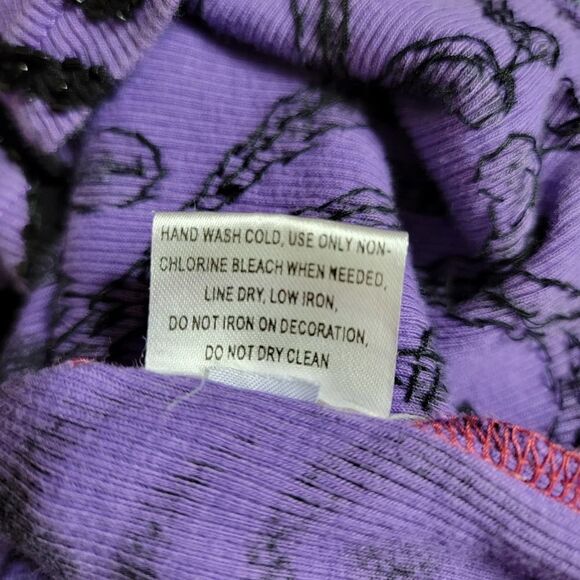 HAND WASH COLD, USE ONLY NON-
CHLORINE BLEACH WHEN NEEDED,
LINE DRY, LOW IRON,
DO NOT IRON ON DECORATION,
DO NOT DRY CLEAN